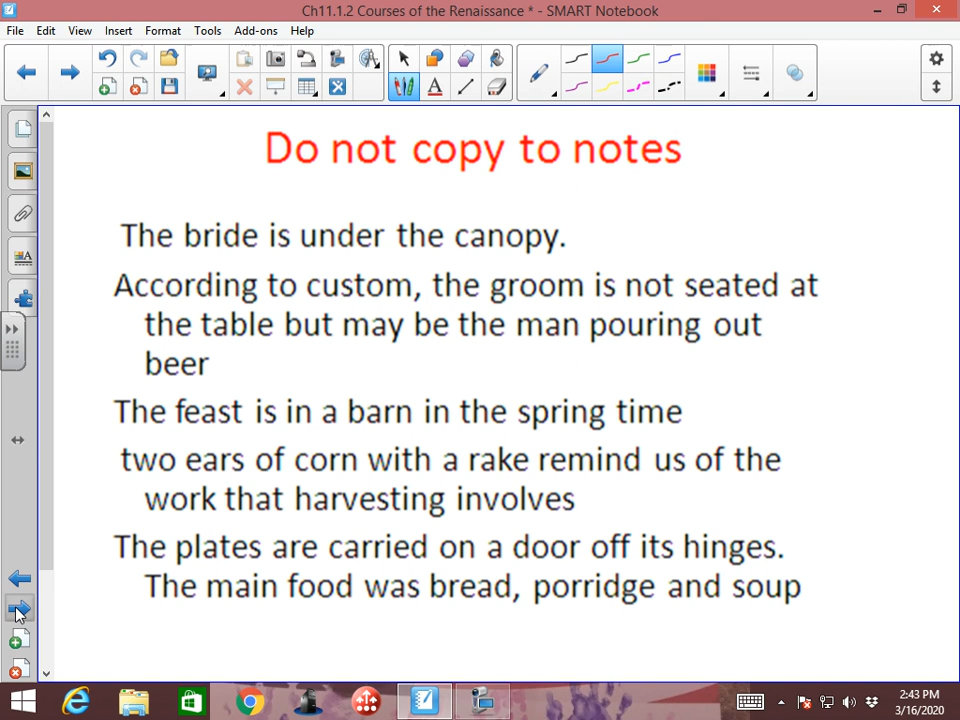 Ch11.1.2 Courses of the Renaissance * - SMART Notebook
File Edit View Insert Format Tools Add-ons Help
Do not copy to notes
The bride is under the canopy.
According to custom, the groom is not seated at
the table but may be the man pouring out
beer
The feast is in a barn in the spring time
two ears of corn with a rake remind us of the
work that harvesting involves
The plates are carried on a door off its hinges.
The main food was bread, porridge and soup
2:43 PM
3/16/2020